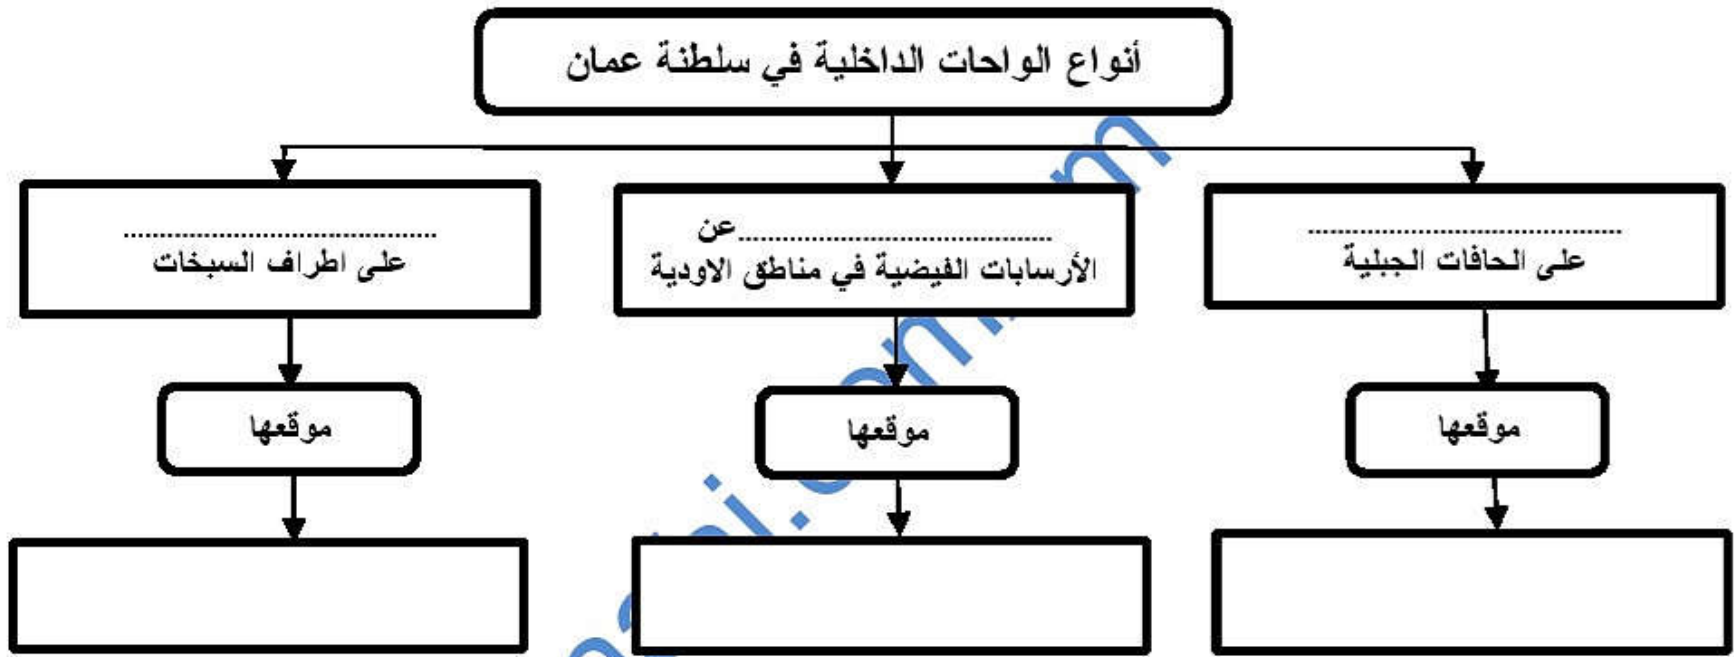 أنواع الواحات الداخلية في سلطنة عمان
........................................
على الحافات الجبلية
........................................عن
الأرسابات الفيضية في مناطق الاودية
........................................
على اطراف السبخات
موقعها
موقعها
موقعها